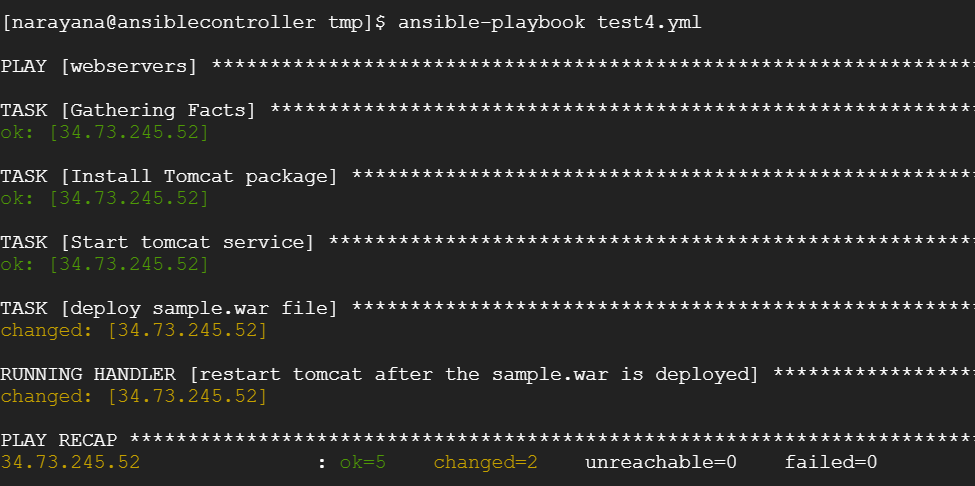 [narayana@ansiblecontroller tmp]$ ansible-playbook test4.yml
PLAY [webservers] *****************************************************************
TASK [Gathering Facts] ************************************************************
ok: [34.73.245.52]
TASK [Install Tomcat package] *****************************************************
ok: [34.73.245.52]
TASK [Start tomcat service] *******************************************************
ok: [34.73.245.52]
TASK [deploy sample.war file] *****************************************************
changed: [34.73.245.52]
RUNNING HANDLER [restart tomcat after the sample.war is deployed] *****************
changed: [34.73.245.52]
PLAY RECAP ************************************************************************
34.73.245.52               : ok=5    changed=2    unreachable=0    failed=0